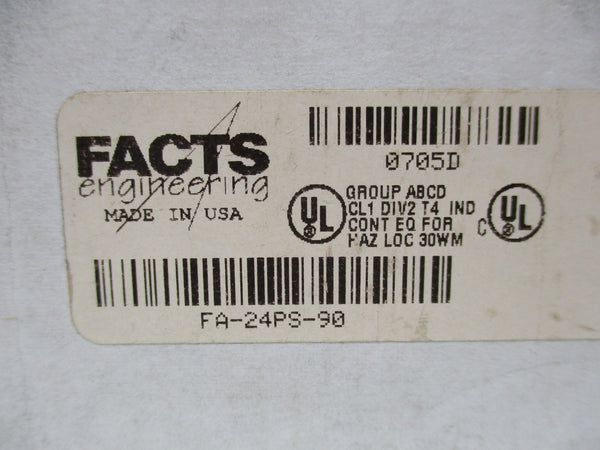 FACTS
engineering
MADE IN USA
0705D
UL
GROUP ABCD
CL1 DIV2 T4 IND
CONT EQ FOR
HAZ LOC 30WM
C UL
FA-24PS-90